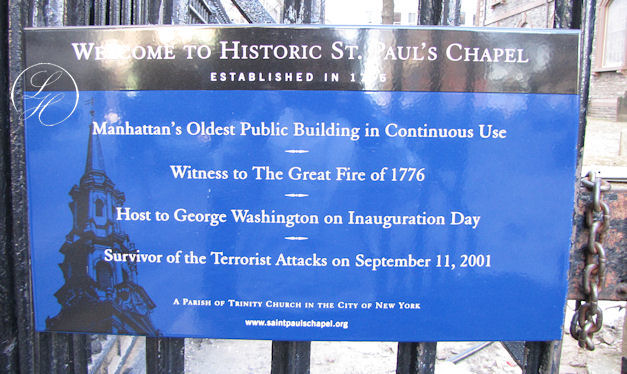 Welcome to Historic St. Paul's Chapel
ESTABLISHED IN
Manhattan's Oldest Public Building in Continuous Use
Witness to The Great Fire of 1776
Host to George Washington on Inauguration Day
Survivor of the Terrorist Attacks on September 11, 2001
A Parish of Trinity Church in the City of New York
www.saintpaulschapel.org
LH